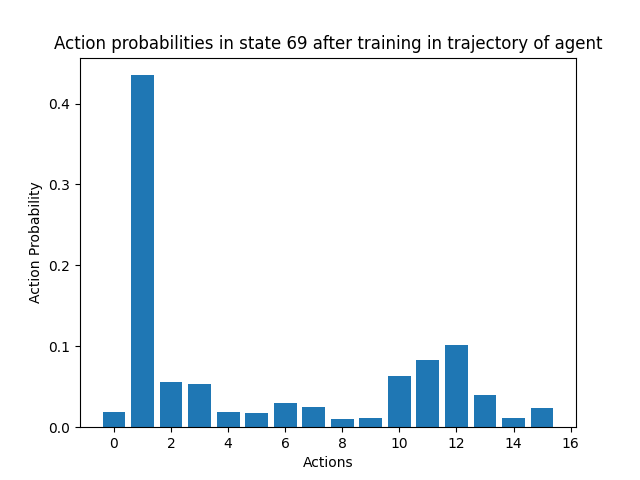 Action probabilities in state 69 after training in trajectory of agent
0.4
0.3
0.2
0.1
0.0
Action Probability
0 2 4 6 8 10 12 14 16
Actions